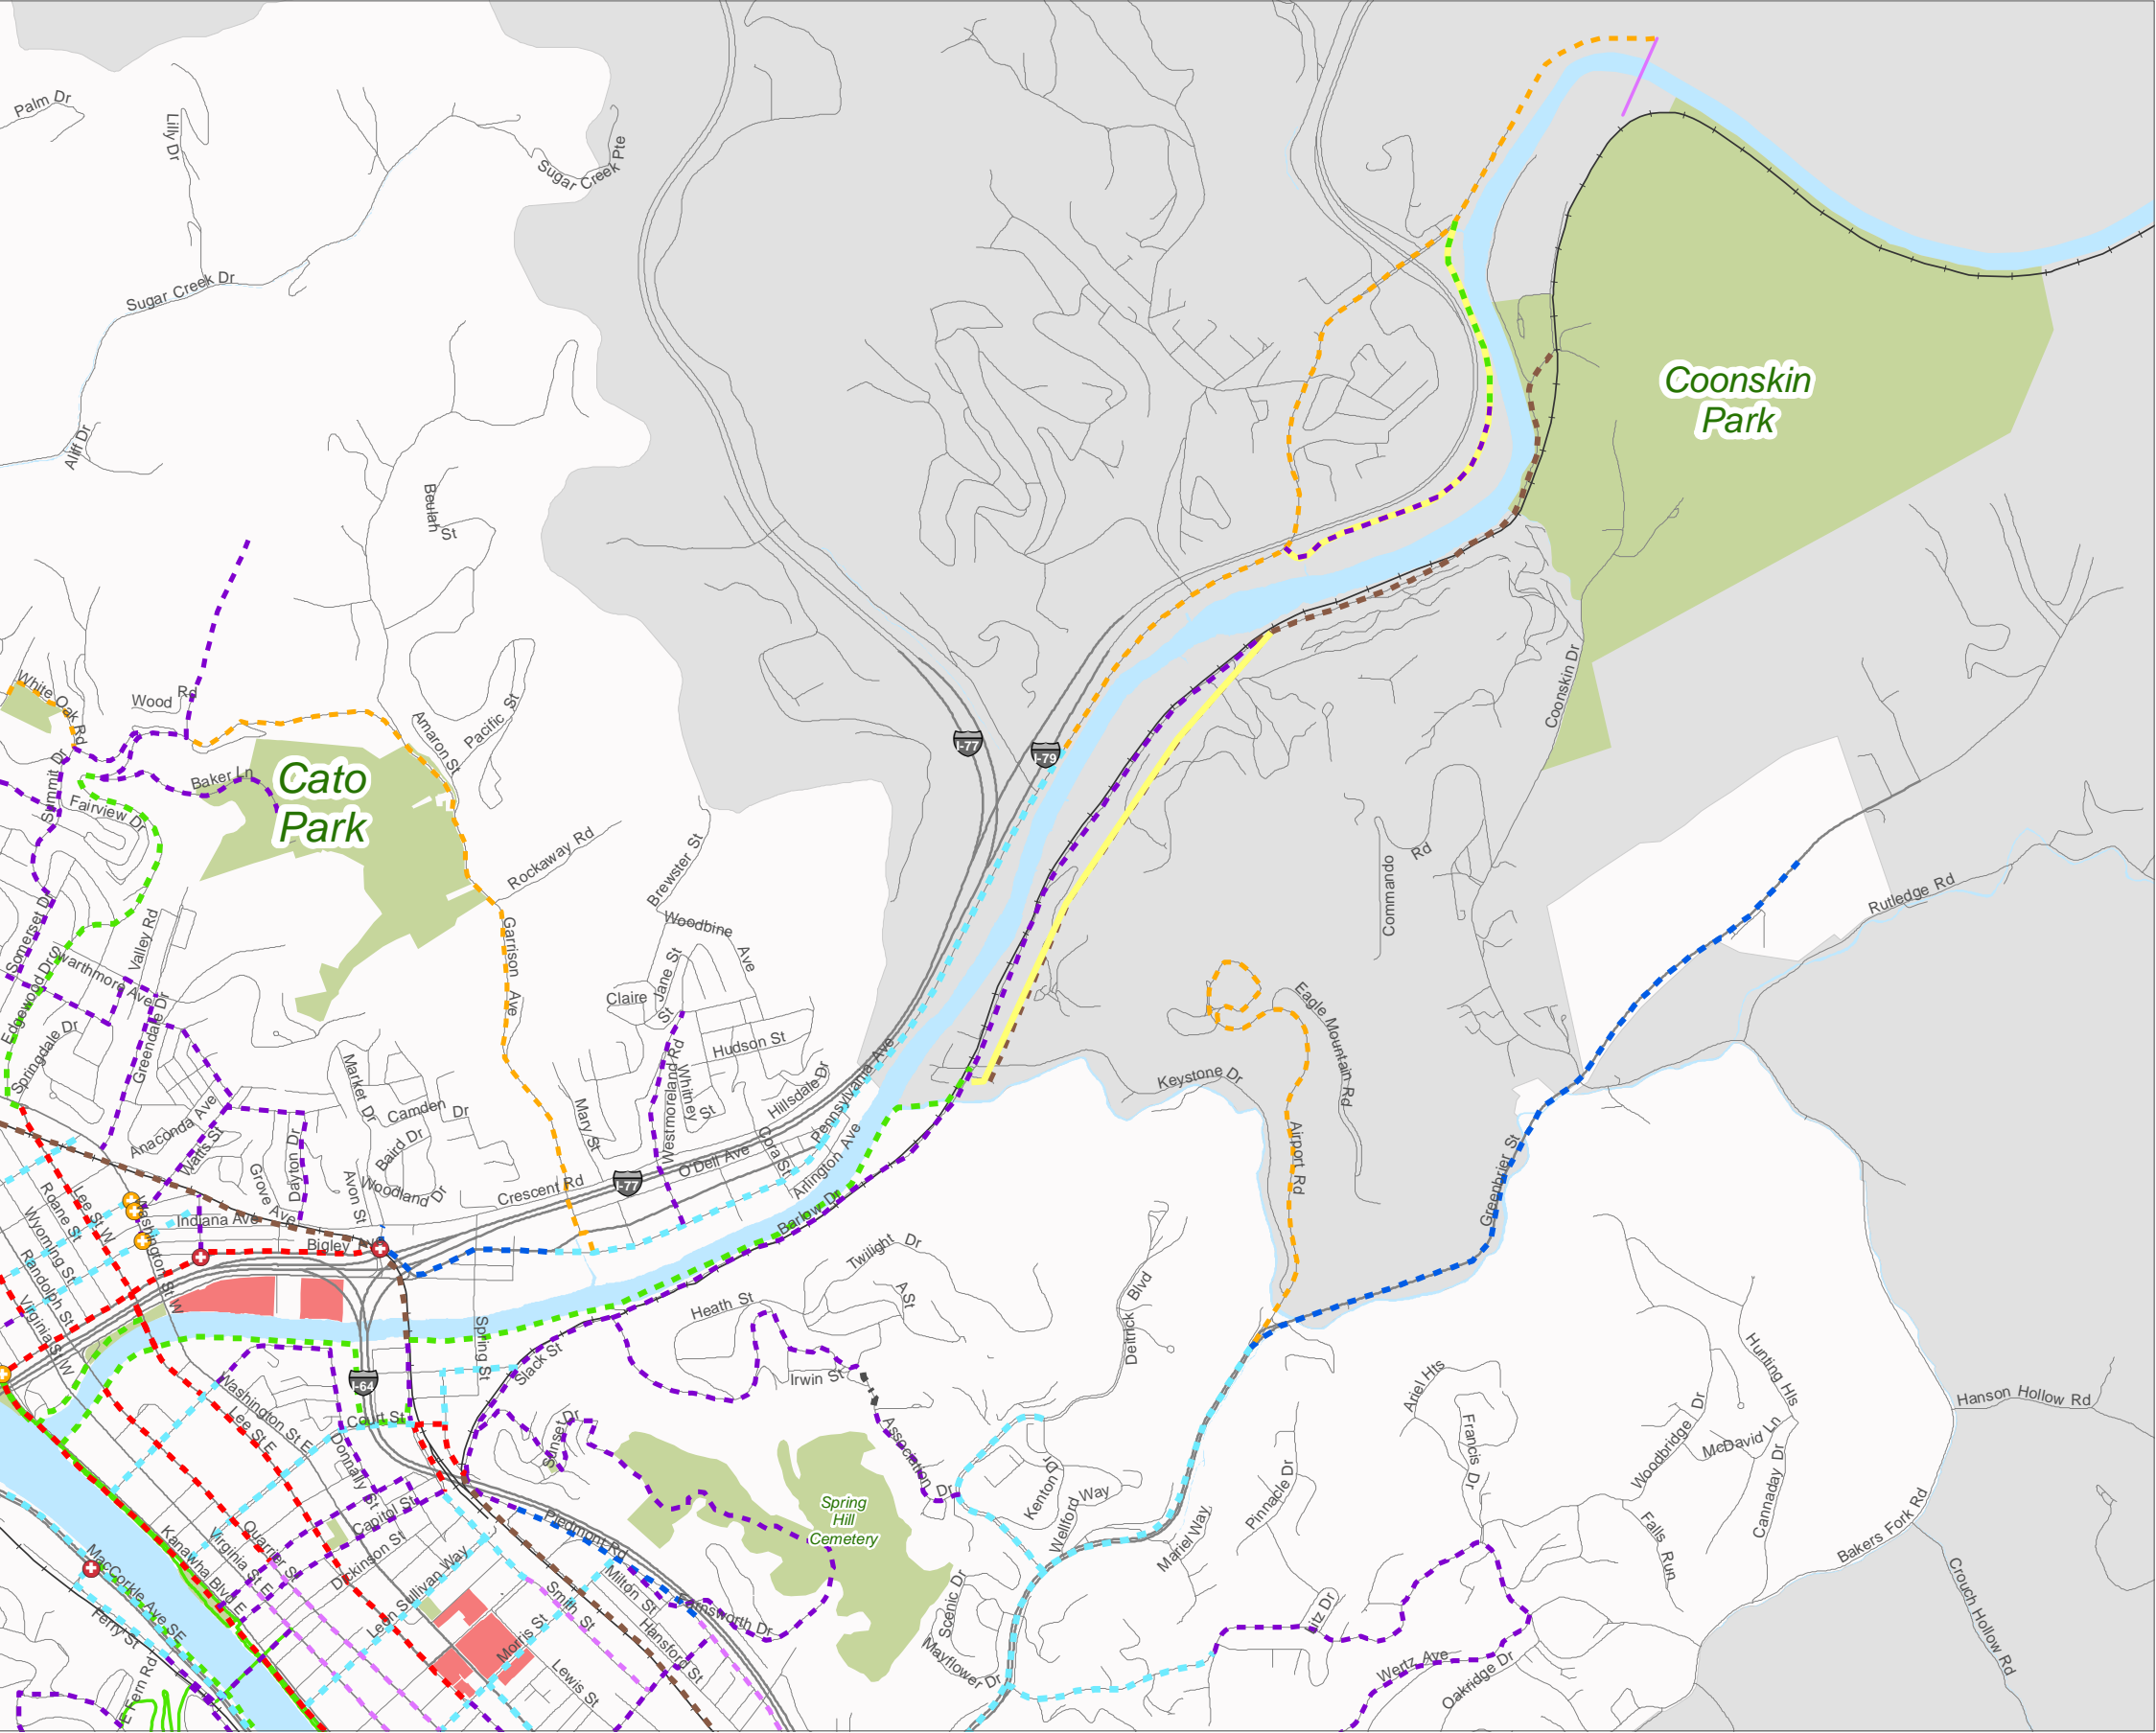 Palm Dr
Lilly Dr
Sugar Creek Pte
Sugar Creek Dr
Aliff Dr
Beulah
St
Coonskin
Park
White Oak Rd
Wood Rd
Amaron St
Pacific St
Coonskin Dr
Summit Dr
Baker Ln
Cato
Park
I-77
I-79
Fairview Dr
Rockaway Rd
Brewster St
Commando
Rd
Rutledge Rd
Somerset Dr
Valley Rd
Garrison Ave
Woodbine
Ave
Edgewood Dr
Swarthmore Ave
Claire
St
Jane St
Eagle Mountain Rd
Springdale Dr
Greendale Dr
Hudson St
Westmoreland Rd
Whitney
St
Hillsdale Dr
Pennsylvania Ave
Keystone Dr
Market Dr
Camden Dr
Mary St
Anaconda Ave
Watts St
Baird Dr
Cora St
Arlington Ave
Airport Rd
Greenbrier St
Dayton Dr
Grove Ave
Avon St
Woodland Dr
Crescent Rd
I-77
O'Dell Ave
Roane St
Lee St W
Washington St W
Indiana Ave
Bigley Ave
Barlow Dr
Wyoming St
Randolph St
Virginia St W
Twilight Dr
A St
Heath St
Deitrick Blvd
Spring St
Slack St
Irwin St
I-64
Ariel Hts
Hunting Hls
Hanson Hollow Rd
Washington St E
Lee St E
Court St
Donnally St
Sunset Dr
Association Dr
Francis Dr
Woodbridge Dr
McDavid Ln
Cannaday Dr
Kenton Dr
Wellford Way
Pinnacle Dr
Mariel Way
Falls Run
Bakers Fork Rd
Spring
Hill
Cemetery
Capitol St
Dickinson St
Quarrier St
Virginia St E
Kanawha Blvd E
Piedmont Rd
Milton St
Ainsworth Dr
Hansford St
Leon Sullivan Way
Smith St
Morris St
Lewis St
MacCorkle Ave SE
Ferry St
E Fern Rd
Scenic Dr
Mayflower Dr
Litz Dr
Wertz Ave
Oakridge Dr
Crouch Hollow Rd